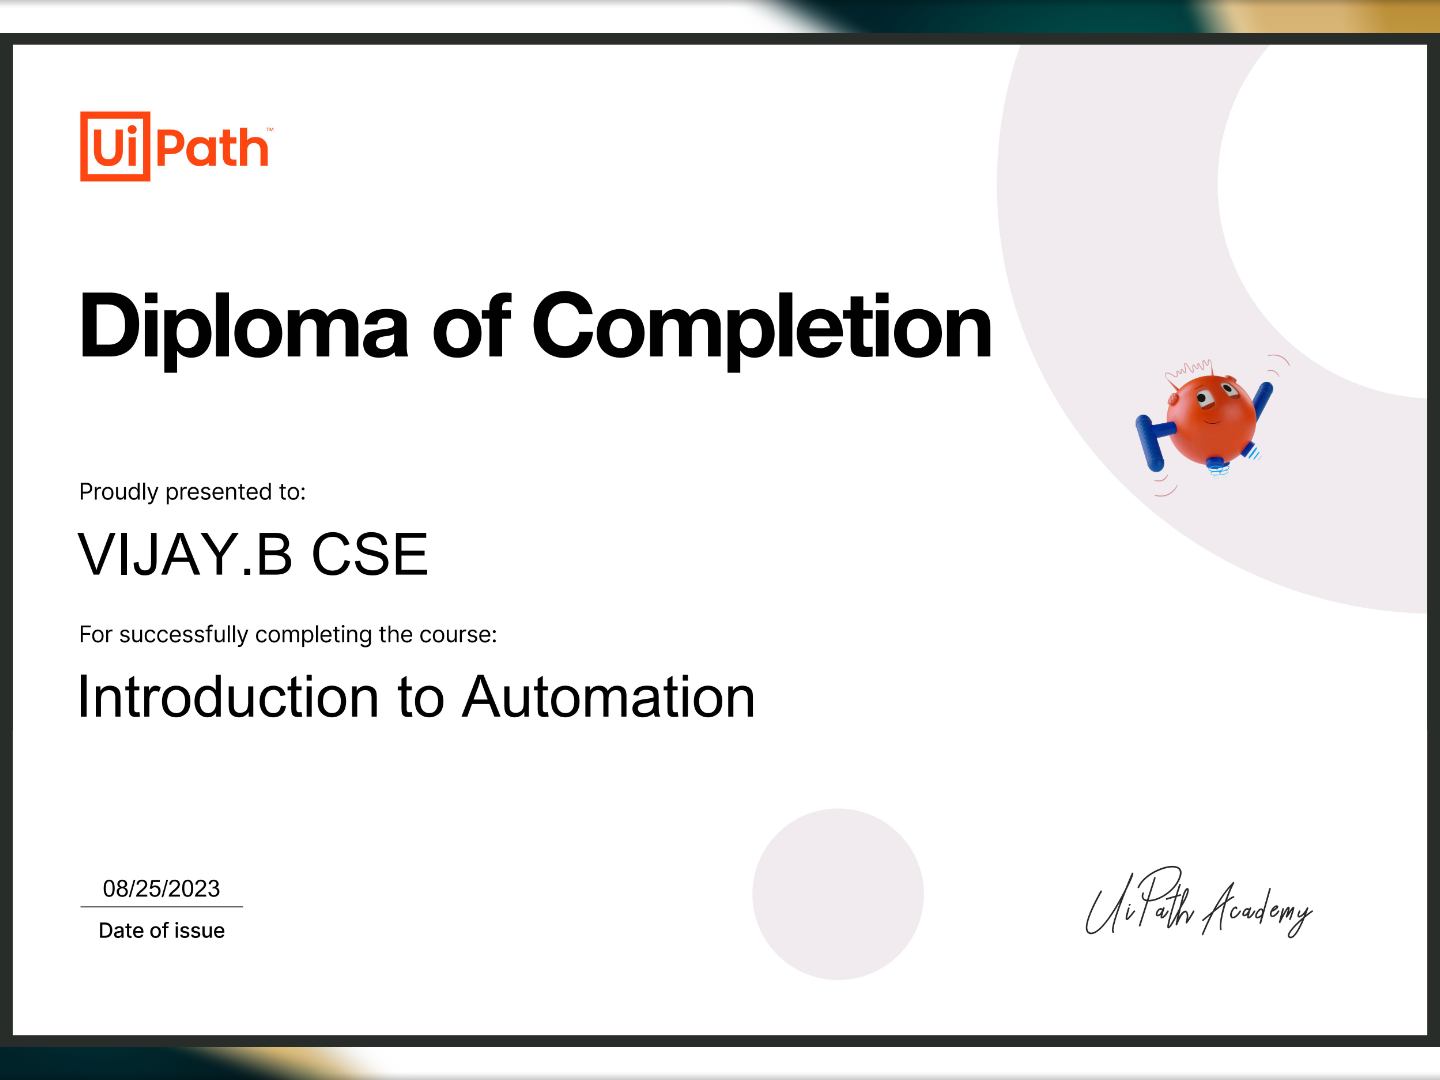 UiPath™
Diploma of Completion
Proudly presented to:
VIJAY.B CSE
For successfully completing the course:
Introduction to Automation
08/25/2023
Date of issue
UiPath Academy